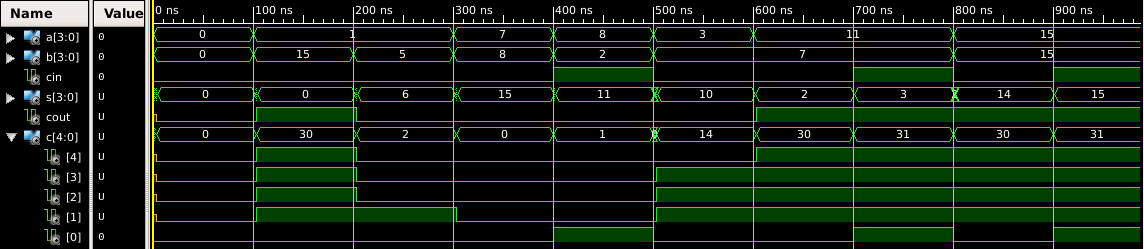 Name Value 0 ns 100 ns 200 ns 300 ns 400 ns 500 ns 600 ns 700 ns 800 ns 900 ns
a[3:0] 0 0 1 7 8 3 11 15
b[3:0] 0 0 15 5 8 2 7 15
cin 0
s[3:0] U 0 0 6 15 11 10 2 3 14 15
cout U
c[4:0] U 0 30 2 0 1 14 30 31 30 31
[4] U
[3] U
[2] U
[1] U
[0] 0